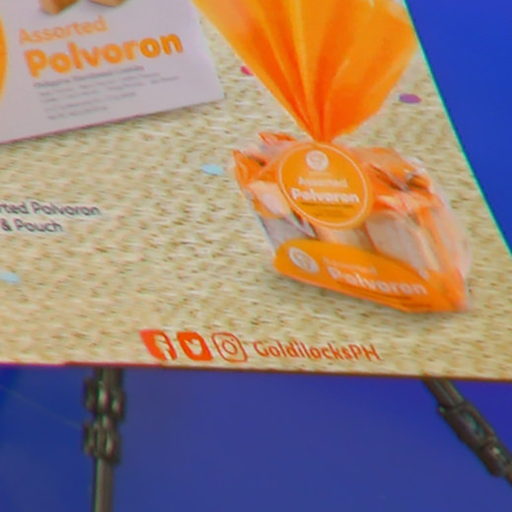 Assorted
Polvoron
Assorted
Polvoron
rted Polvoron
& Pouch
Assorted
Polvoron
GoldilocksPH